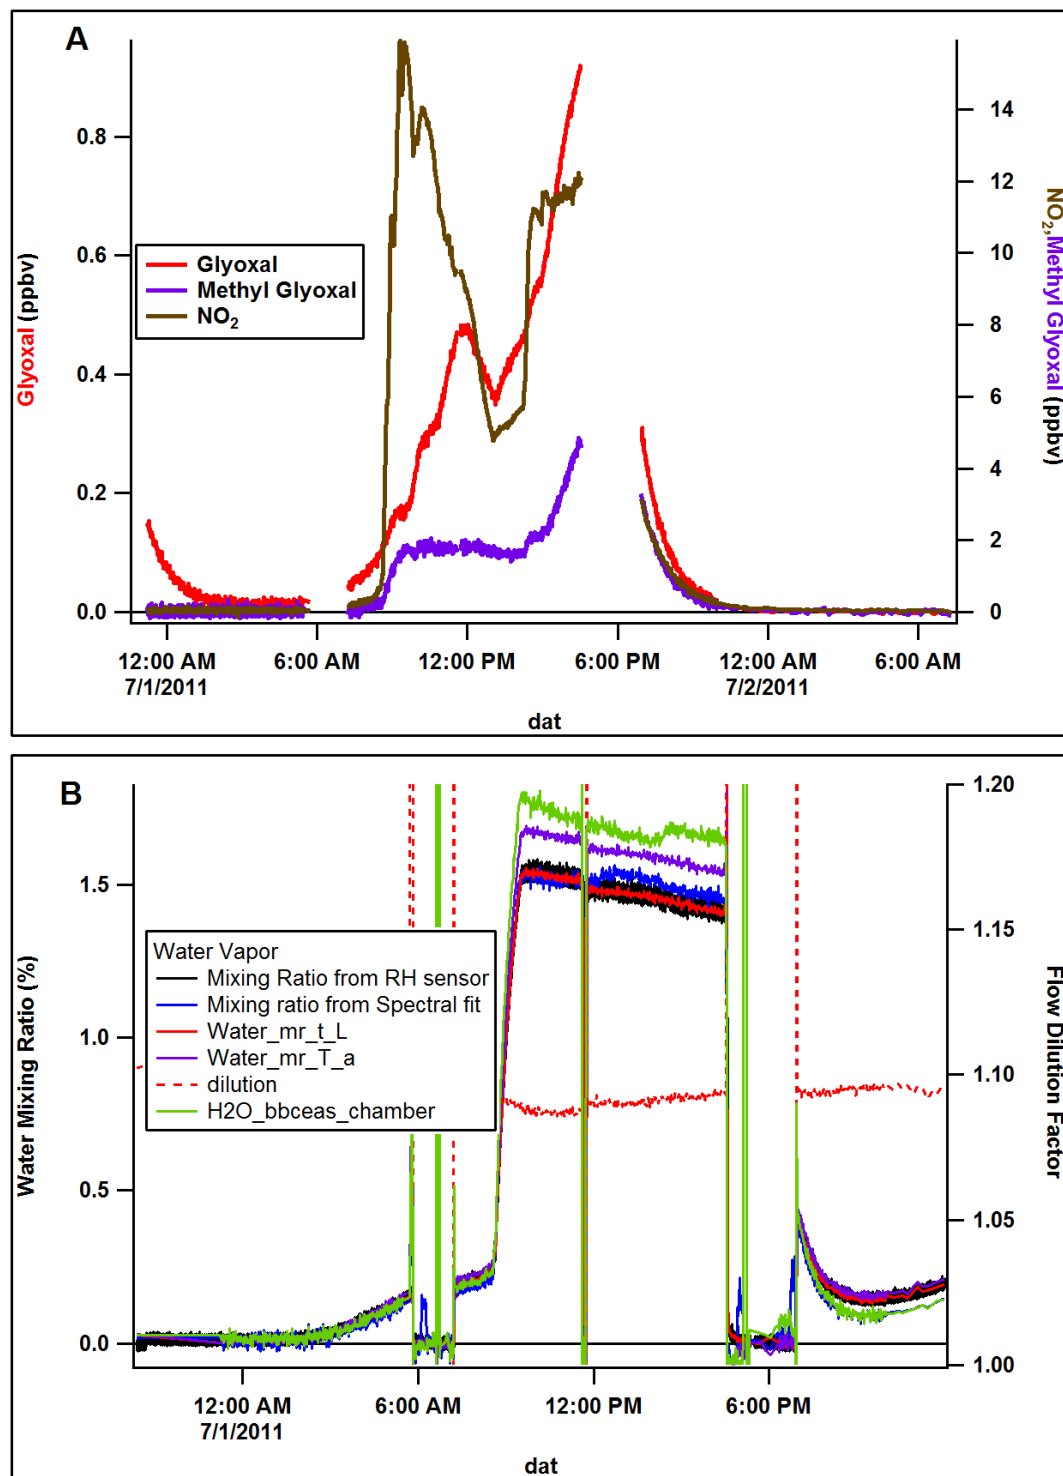 A
0.8
0.6
0.4
0.2
0.0
Glyoxal (ppbv)
Glyoxal
Methyl Glyoxal
NO2
14
12
10
8
6
4
2
0
NO2,Methyl Glyoxal (ppbv)
12:00 AM 6:00 AM 12:00 PM 6:00 PM 12:00 AM 6:00 AM
7/1/2011 7/2/2011
dat
B
1.5
1.0
0.5
0.0
Water Mixing Ratio (%)
Water Vapor
Mixing Ratio from RH sensor
Mixing ratio from Spectral fit
Water_mr_t_L
Water_mr_T_a
dilution
H2O_bbceas_chamber
1.20
1.15
1.10
1.05
1.00
Flow Dilution Factor
12:00 AM 6:00 AM 12:00 PM 6:00 PM
7/1/2011
dat